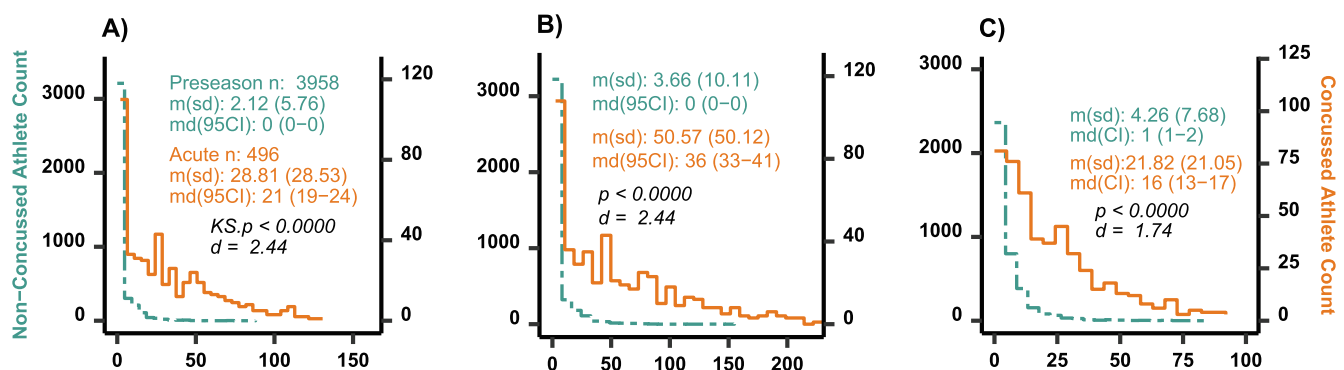 A)
Non−Concussed Athlete Count
3000
2000
1000
0
Preseason n: 3958
m(sd): 2.12 (5.76)
md(95CI): 0 (0−0)
Acute n: 496
m(sd): 28.81 (28.53)
md(95CI): 21 (19−24)
KS.p < 0.0000
d = 2.44
120
80
40
0
0 50 100 150
B)
3000
2000
1000
0
m(sd): 3.66 (10.11)
md(95CI): 0 (0−0)
m(sd): 50.57 (50.12)
md(95CI): 36 (33−41)
p < 0.0000
d = 2.44
120
80
40
0
0 50 100 150 200
C)
3000
2000
1000
0
m(sd): 4.26 (7.68)
md(CI): 1 (1−2)
m(sd):21.82 (21.05)
md(CI): 16 (13−17)
p < 0.0000
d = 1.74
125
100
75
50
25
0
0 25 50 75 100
Concussed Athlete Count